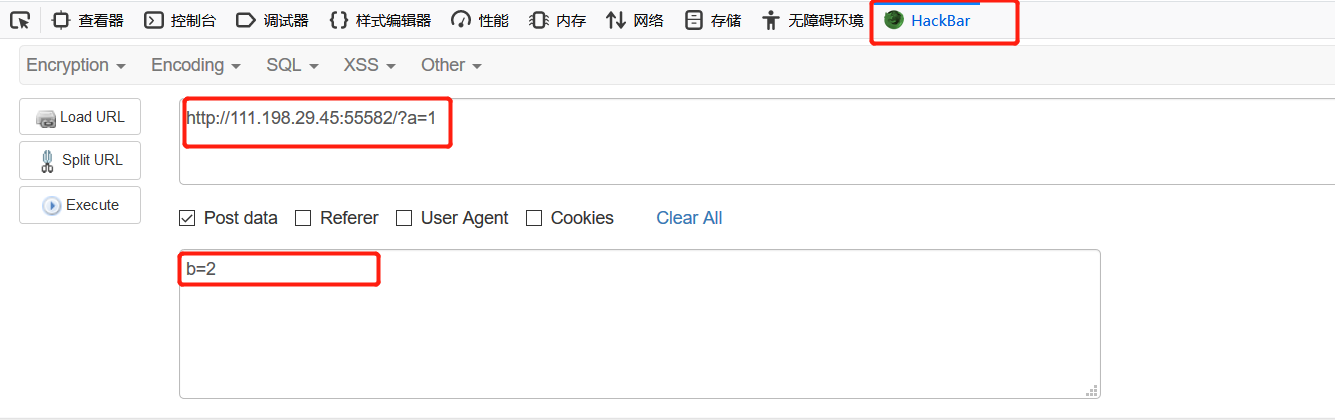 查看器 控制台 调试器 样式编辑器 性能 内存 网络 存储 无障碍环境 HackBar
Encryption Encoding SQL XSS Other
Load URL
http://111.198.29.45:55582/?a=1
Split URL
Execute
Post data Referer User Agent Cookies Clear All
b=2